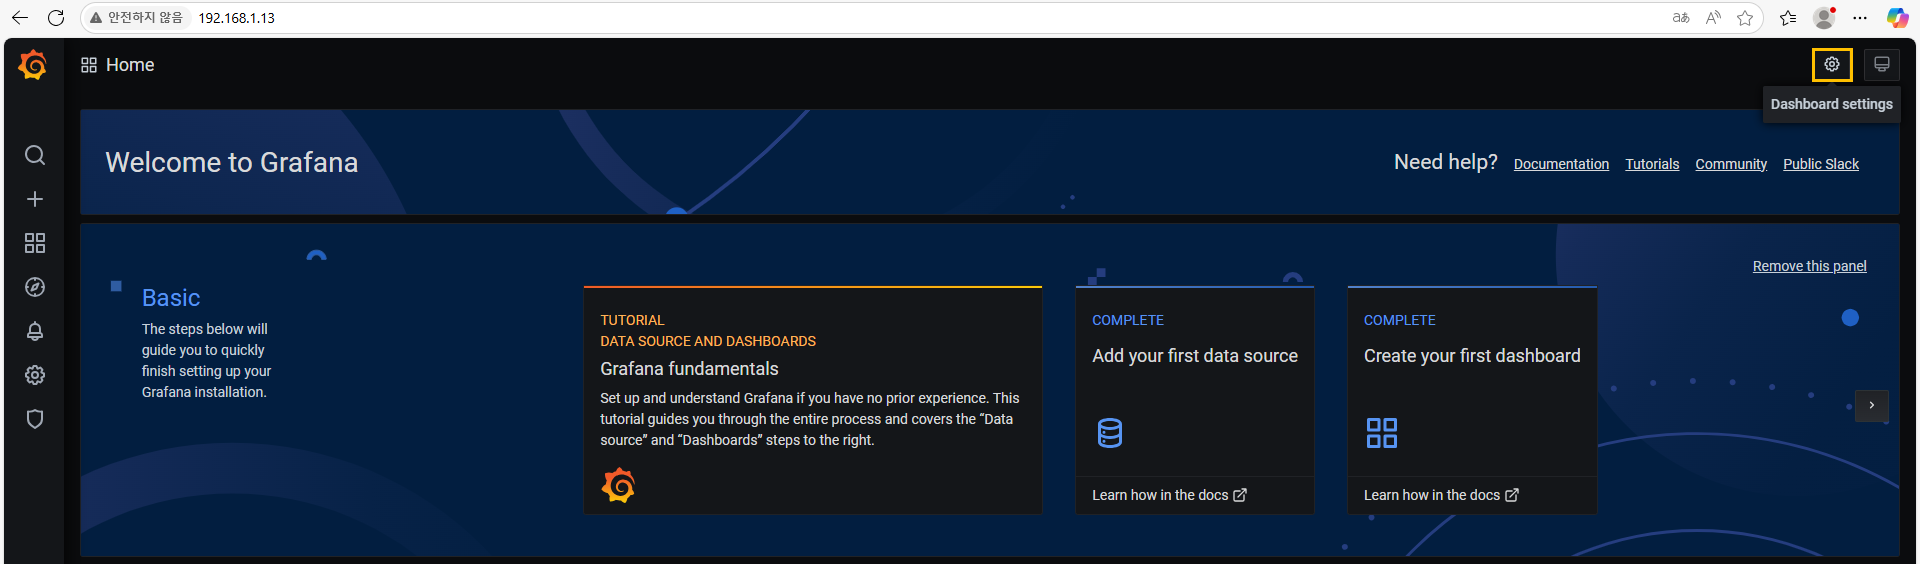 안전하지 않음 192.168.1.13
Home
Dashboard settings
Welcome to Grafana
Need help? Documentation Tutorials Community Public Slack
Remove this panel
Basic
The steps below will
guide you to quickly
finish setting up your
Grafana installation.
TUTORIAL
DATA SOURCE AND DASHBOARDS
Grafana fundamentals
Set up and understand Grafana if you have no prior experience. This
tutorial guides you through the entire process and covers the “Data
source” and “Dashboards” steps to the right.
COMPLETE
Add your first data source
Learn how in the docs
COMPLETE
Create your first dashboard
Learn how in the docs